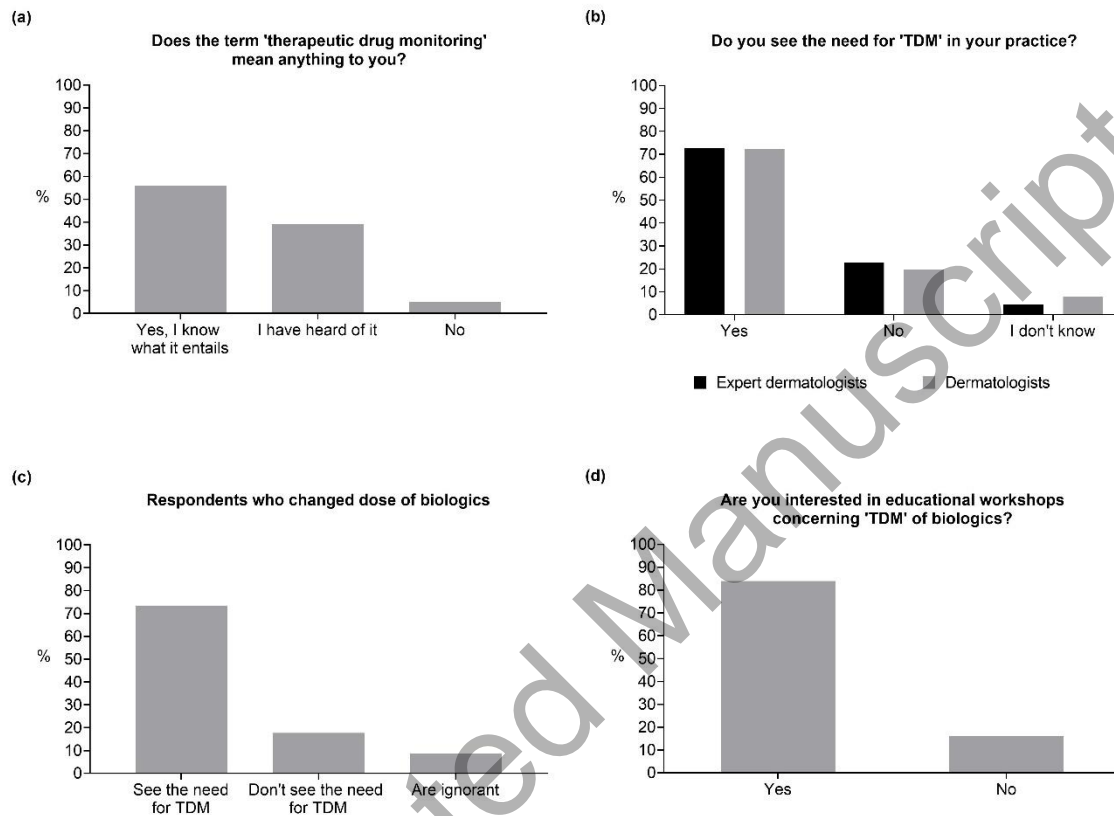 (a)
Does the term 'therapeutic drug monitoring'
mean anything to you?
100
90
80
70
60
50
40
30
20
10
0
%
Yes, I know
what it entails
I have heard of it
No
(b)
Do you see the need for 'TDM' in your practice?
100
90
80
70
60
50
40
30
20
10
0
%
Yes
No
I don't know
Expert dermatologists
Dermatologists
(c)
Respondents who changed dose of biologics
100
90
80
70
60
50
40
30
20
10
0
%
See the need
for TDM
Don't see the need
for TDM
Are ignorant
(d)
Are you interested in educational workshops
concerning 'TDM' of biologics?
100
90
80
70
60
50
40
30
20
10
0
%
Yes
No
ted Manuscript